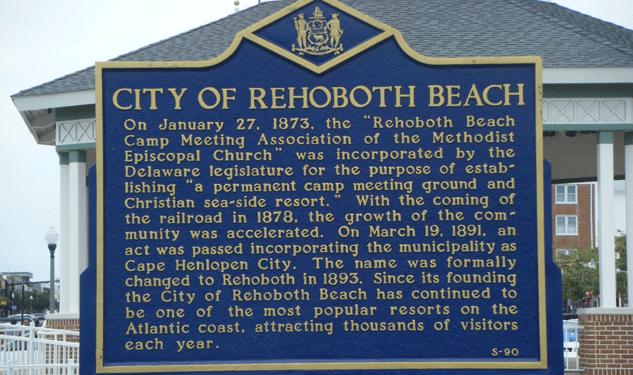 CITY OF REHOBOTH BEACH
On January 27, 1873, the "Rehoboth Beach
Camp Meeting Association of the Methodist
Episcopal Church" was incorporated by the
Delaware legislature for the purpose of estab-
lishing "a permanent camp meeting ground and
Christian sea-side resort." With the coming of
the railroad in 1878, the growth of the com-
munity was accelerated. On March 19, 1891, an
act was passed incorporating the municipality as
Cape Henlopen City. The name was formally
changed to Rehoboth in 1893. Since its founding
the City of Rehoboth Beach has continued to
be one of the most popular resorts on the
Atlantic coast, attracting thousands of visitors
each year.
S-90